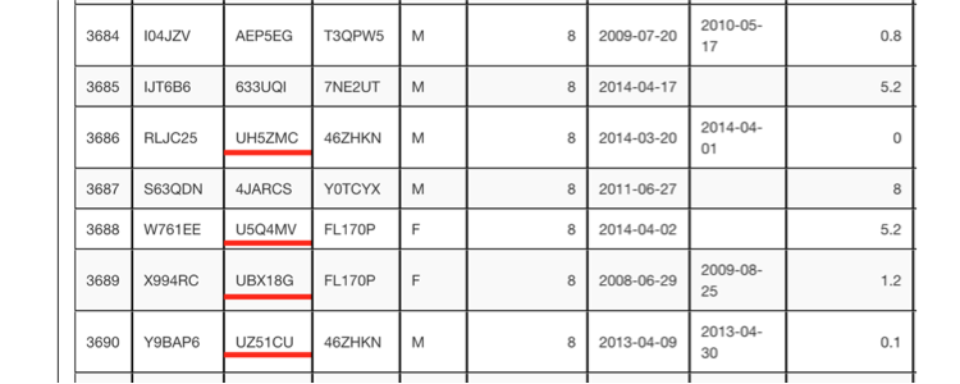 3684 I04JZV AEP5EG T3QPW5 M 8 2009-07-20 2010-05-17 0.8
3685 IJT6B6 633UQI 7NE2UT M 8 2014-04-17 5.2
3686 RLJC25 UH5ZMC 46ZHKN M 8 2014-03-20 2014-04-01 0
3687 S63QDN 4JARCS Y0TCYX M 8 2011-06-27 8
3688 W761EE U5Q4MV FL170P F 8 2014-04-02 5.2
3689 X994RC UBX18G FL170P F 8 2008-06-29 2009-08-25 1.2
3690 Y9BAP6 UZ51CU 46ZHKN M 8 2013-04-09 2013-04-30 0.1